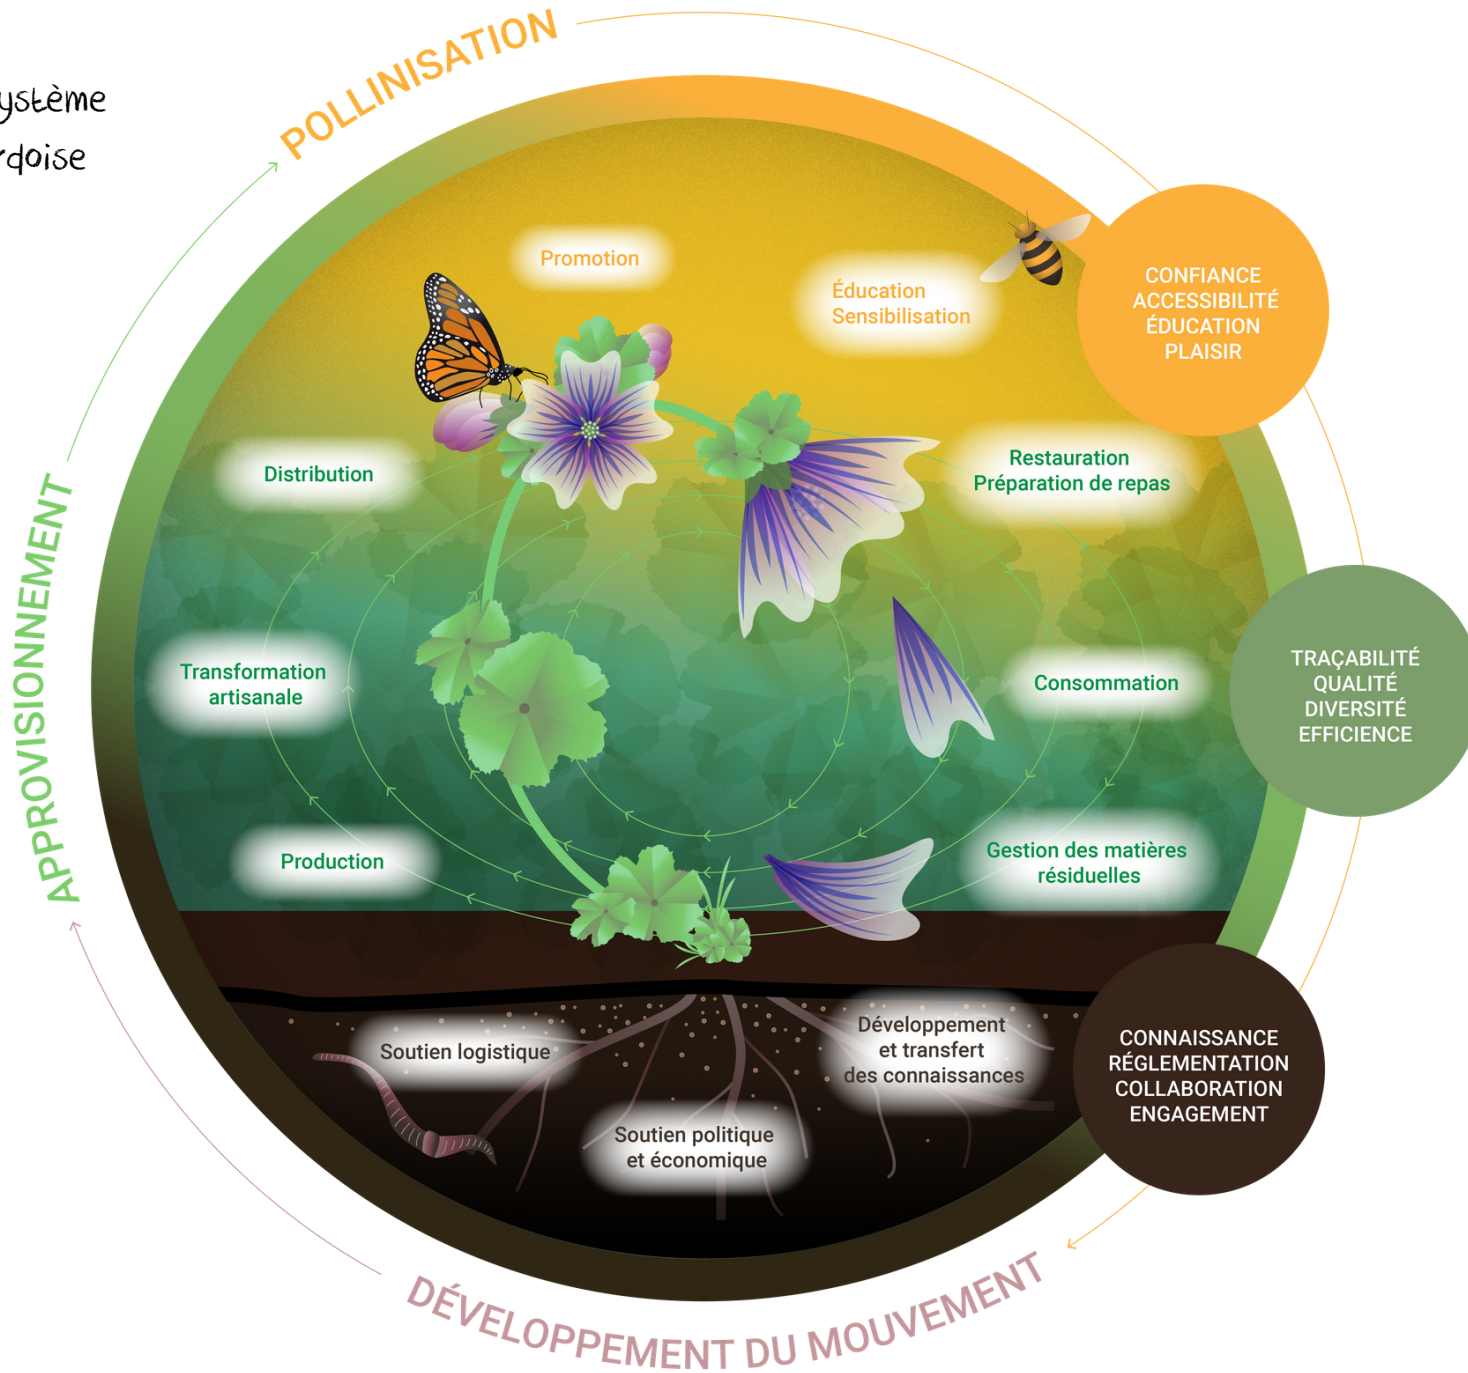 POLLINISATION
Promotion
Éducation
Sensibilisation
CONFIANCE
ACCESSIBILITÉ
ÉDUCATION
PLAISIR
Distribution
Restauration
Préparation de repas
APPROVISIONNEMENT
Transformation
artisanale
Consommation
TRAÇABILITÉ
QUALITÉ
DIVERSITÉ
EFFICIENCE
Production
Gestion des matières
résiduelles
Soutien logistique
Développement
et transfert
des connaissances
Soutien politique
et économique
CONNAISSANCE
RÉGLEMENTATION
COLLABORATION
ENGAGEMENT
DÉVELOPPEMENT DU MOUVEMENT